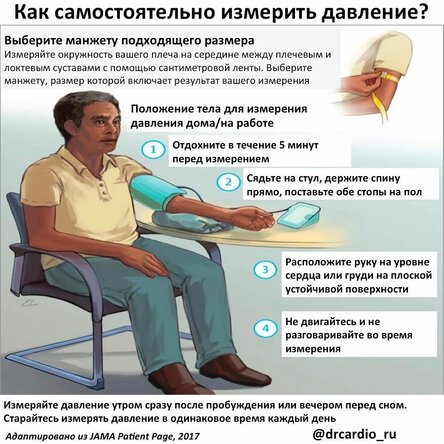 Как самостоятельно измерить давление?
Выберите манжету подходящего размера
Измеряйте окружность вашего плеча на середине между плечевым и
локтевым суставами с помощью сантиметровой ленты. Выберите
манжету, размер которой включает результат вашего измерения
Положение тела для измерения
давления дома/на работе
1 Отдохните в течение 5 минут
перед измерением
2 Сядьте на стул, держите спину
прямо, поставьте обе стопы на пол
3 Расположите руку на уровне
сердца или груди на плоской
устойчивой поверхности
4 Не двигайтесь и не
разговаривайте во время
измерения
Измеряйте давление утром сразу после пробуждения или вечером перед сном.
Старайтесь измерять давление в одинаковое время каждый день
Адаптировано из JAMA Patient Page, 2017
@drcardio_ru